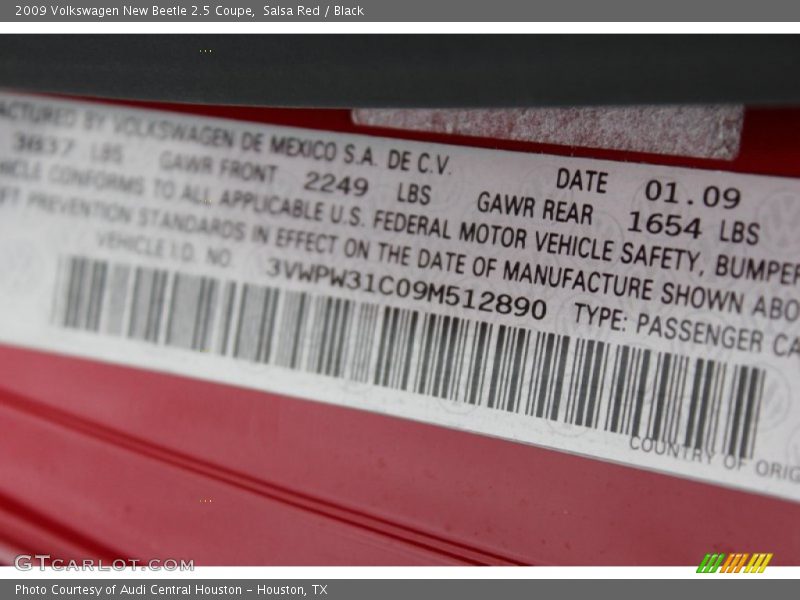 2009 Volkswagen New Beetle 2.5 Coupe, Salsa Red / Black
ACTURED BY VOLKSWAGEN DE MEXICO S.A. DE C.V. DATE 01.09
LBS GAWR FRONT 2249 LBS GAWR REAR 1654 LBS
HICLE CONFORMS TO ALL APPLICABLE U.S. FEDERAL MOTOR VEHICLE SAFETY, BUMPER
FT PREVENTION STANDARDS IN EFFECT ON THE DATE OF MANUFACTURE SHOWN ABO
VEHICLE I.D. NO 3VWPW31C09M512890 TYPE: PASSENGER CA
COUNTRY OF ORIG
GTCARLOT.COM
Photo Courtesy of Audi Central Houston - Houston, TX